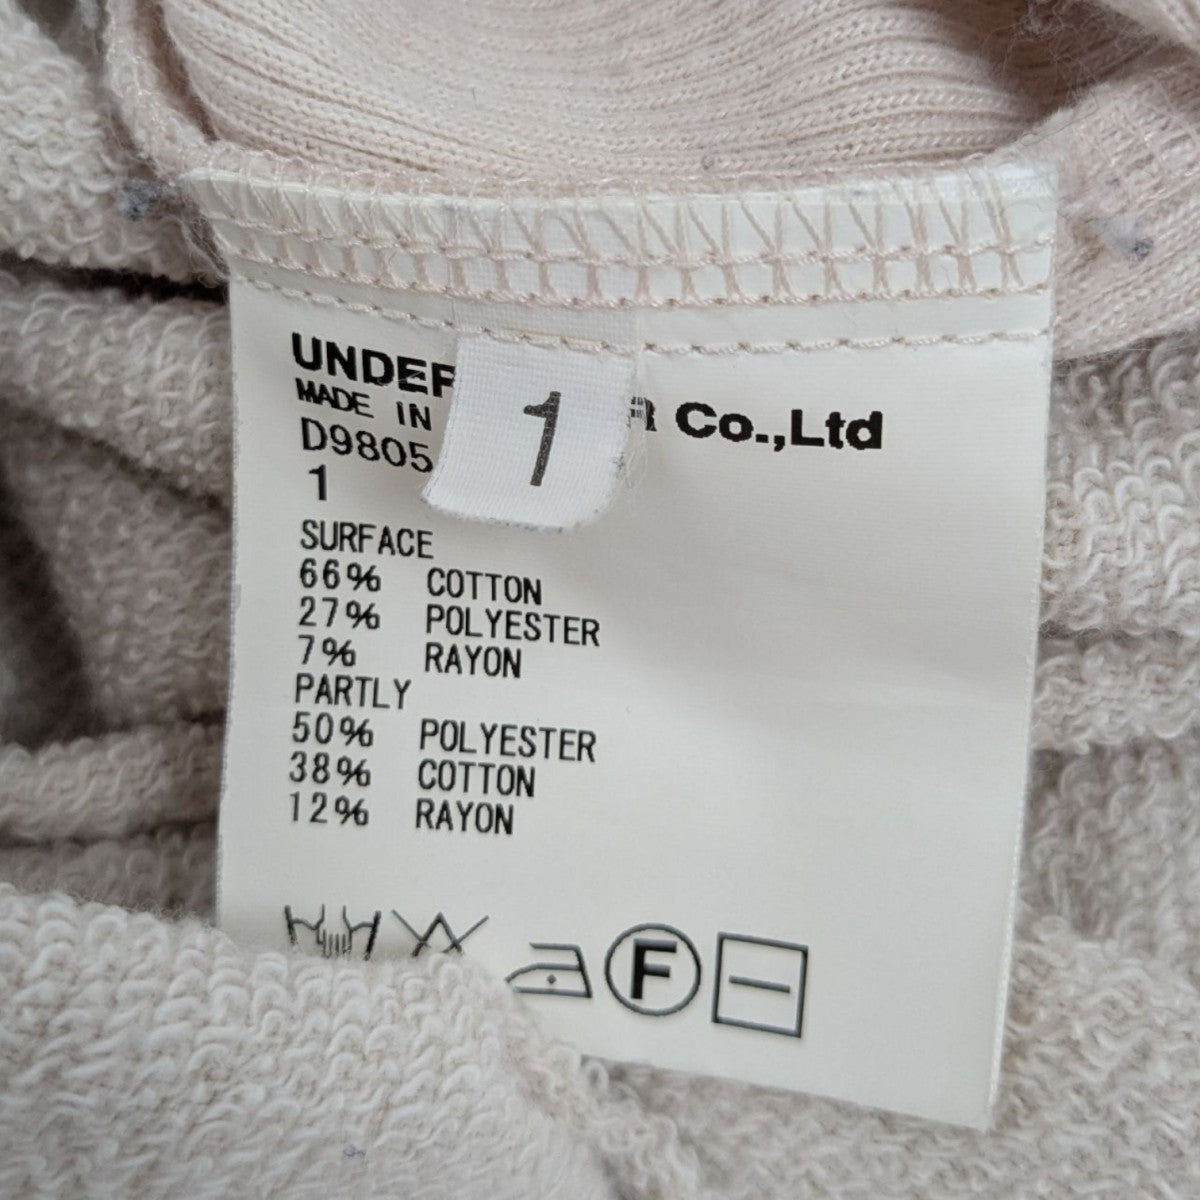 UNDER R Co.,Ltd
MADE IN
D9805
1
1
SURFACE
66% COTTON
27% POLYESTER
7% RAYON
PARTLY
50% POLYESTER
38% COTTON
12% RAYON
F